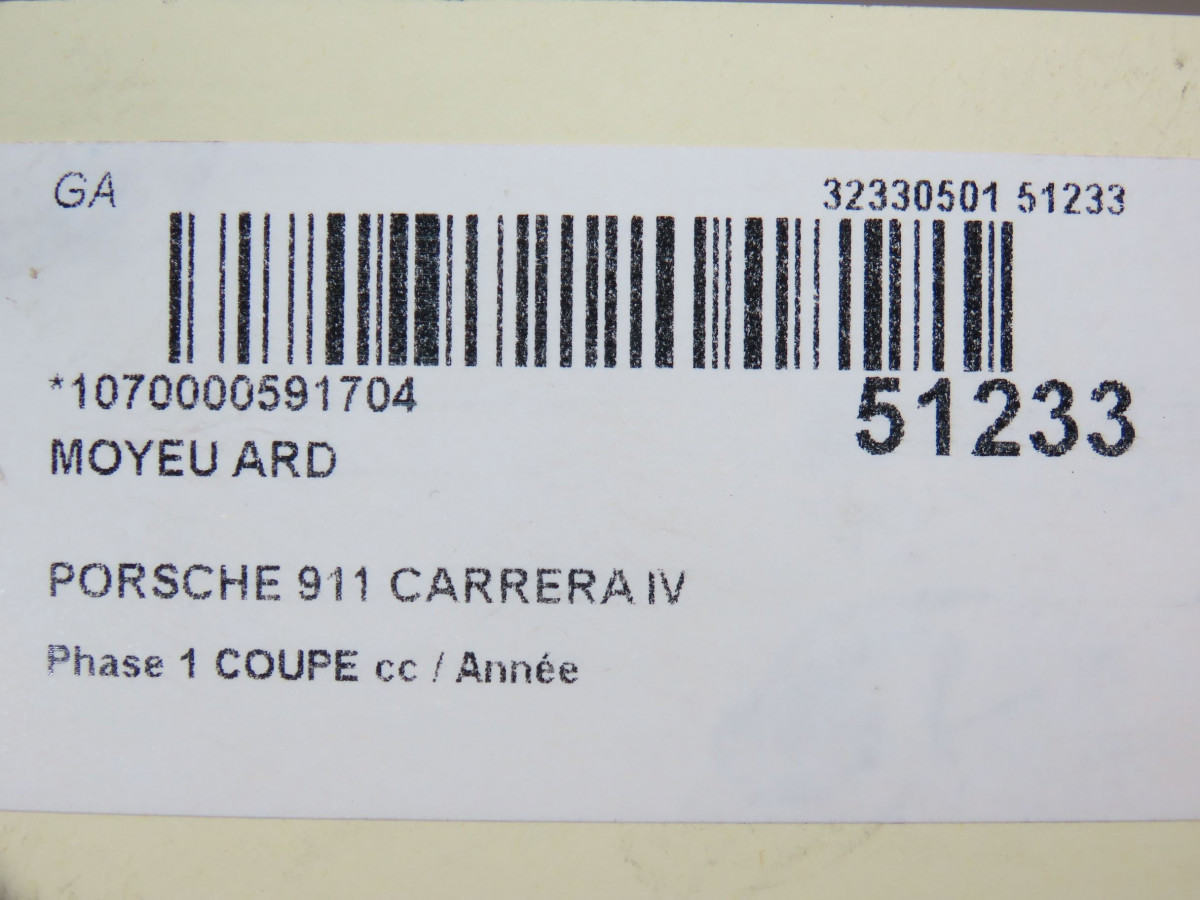 GA 32330501 51233
*1070000591704 51233
MOYEU ARD
PORSCHE 911 CARRERA IV
Phase 1 COUPE cc / Année